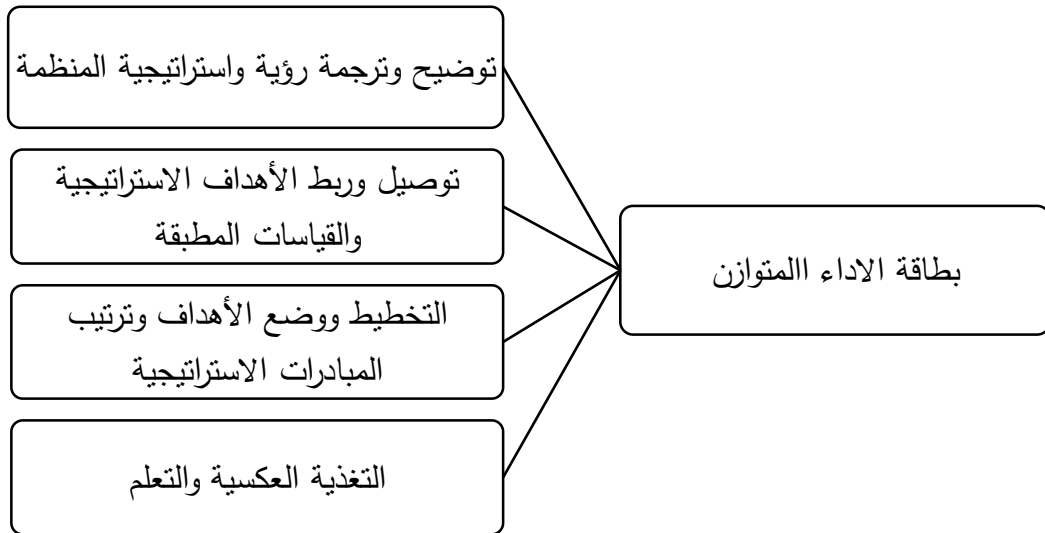 بطاقة الاداء االمتوازن
توضيح وترجمة رؤية واستراتيجية المنظمة
توصيل وربط الأهداف الاستراتيجية
والقياسات المطبقة
التخطيط ووضع الأهداف وترتيب
المبادرات الاستراتيجية
التغذية العكسية والتعلم